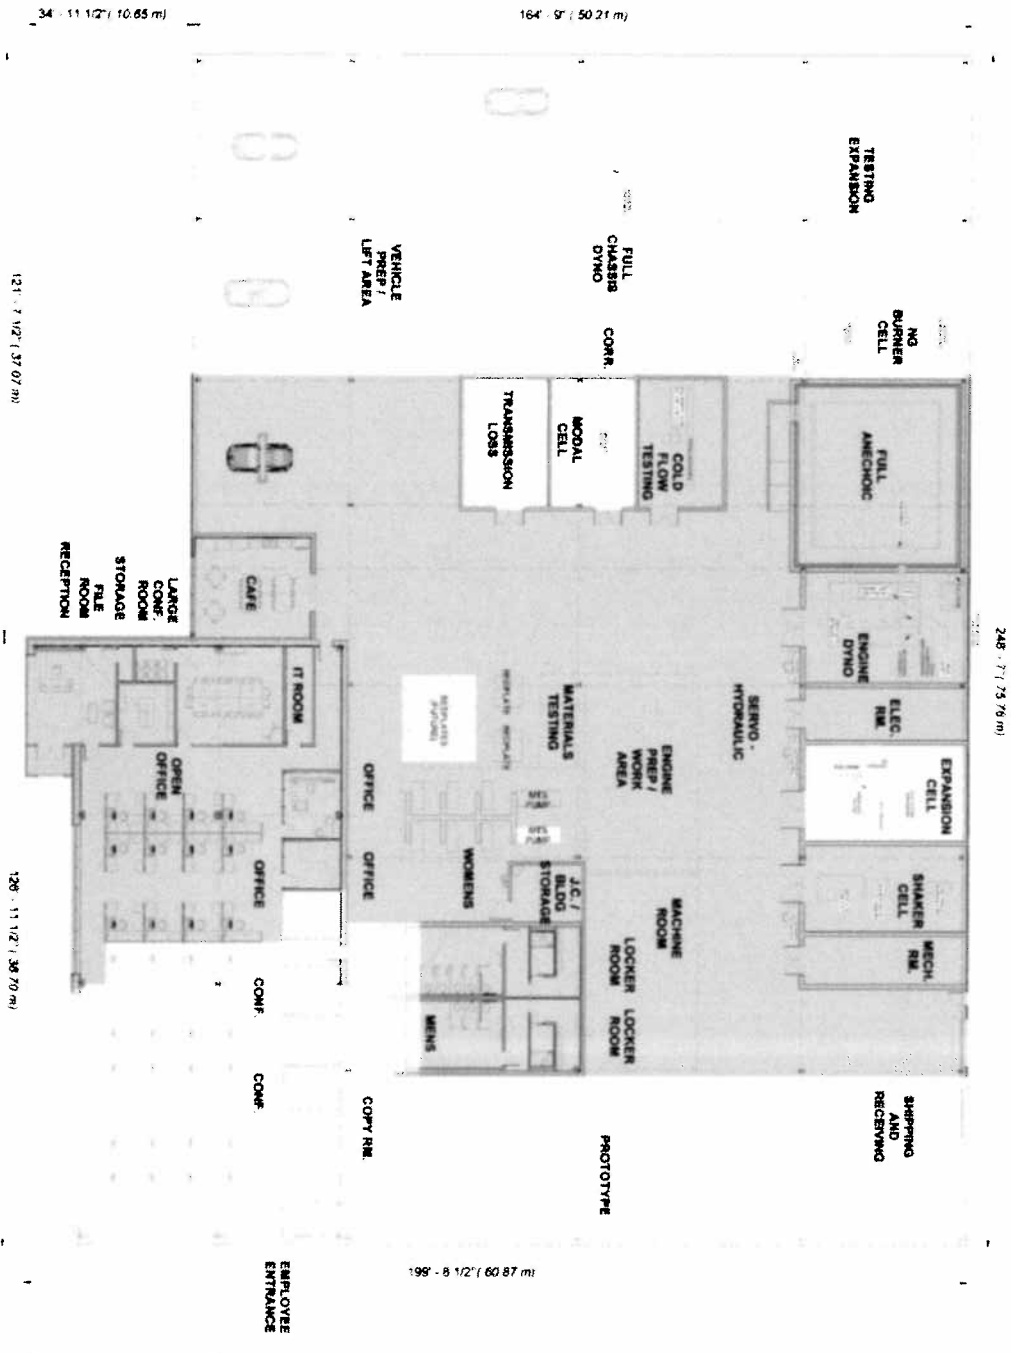 34' - 11 1/2" ( 10.65 m)
164' - 9" ( 50.21 m)
TESTING
EXPANSION
VEHICLE
PREP /
LIFT AREA
FULL
CHASSIS
DYNO
CORR.
NG
BURNER
CELL
121' - 7 1/2" ( 37.07 m)
TRANSMISSION
LOSS
MODAL
CELL
COLD
FLOW
TESTING
FULL
ANECHOIC
RECEPTION
FILE
ROOM
STORAGE
LARGE
CONF.
ROOM
CAFE
ENGINE
DYNO
248' - 7" ( 75.76 m)
IT ROOM
MATERIALS
TESTING
SERVO -
HYDRAULIC
ELEC.
RM.
OPEN
OFFICE
OFFICE
ENGINE
PREP /
WORK
AREA
EXPANSION
CELL
OFFICE
OFFICE
WOMENS
J.C. /
BLDG
STORAGE
MACHINE
ROOM
SHAKER
CELL
126' - 11 1/2" ( 38.70 m)
LOCKER
ROOM
MECH.
RM.
CONF.
MENS
LOCKER
ROOM
CONF.
COPY RM.
PROTOTYPE
SHIPPING
AND
RECEIVING
EMPLOYEE
ENTRANCE
199' - 8 1/2" ( 60.87 m)